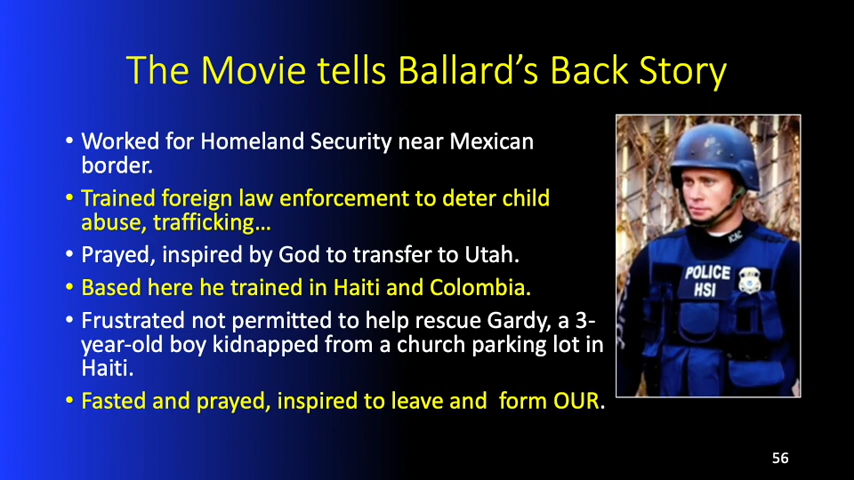 The Movie tells Ballard's Back Story
• Worked for Homeland Security near Mexican
border.
• Trained foreign law enforcement to deter child
abuse, trafficking...
• Prayed, inspired by God to transfer to Utah.
• Based here he trained in Haiti and Colombia.
• Frustrated not permitted to help rescue Gardy, a 3-
year-old boy kidnapped from a church parking lot in
Haiti.
• Fasted and prayed, inspired to leave and  form OUR.
ICAC
POLICE
HSI
56